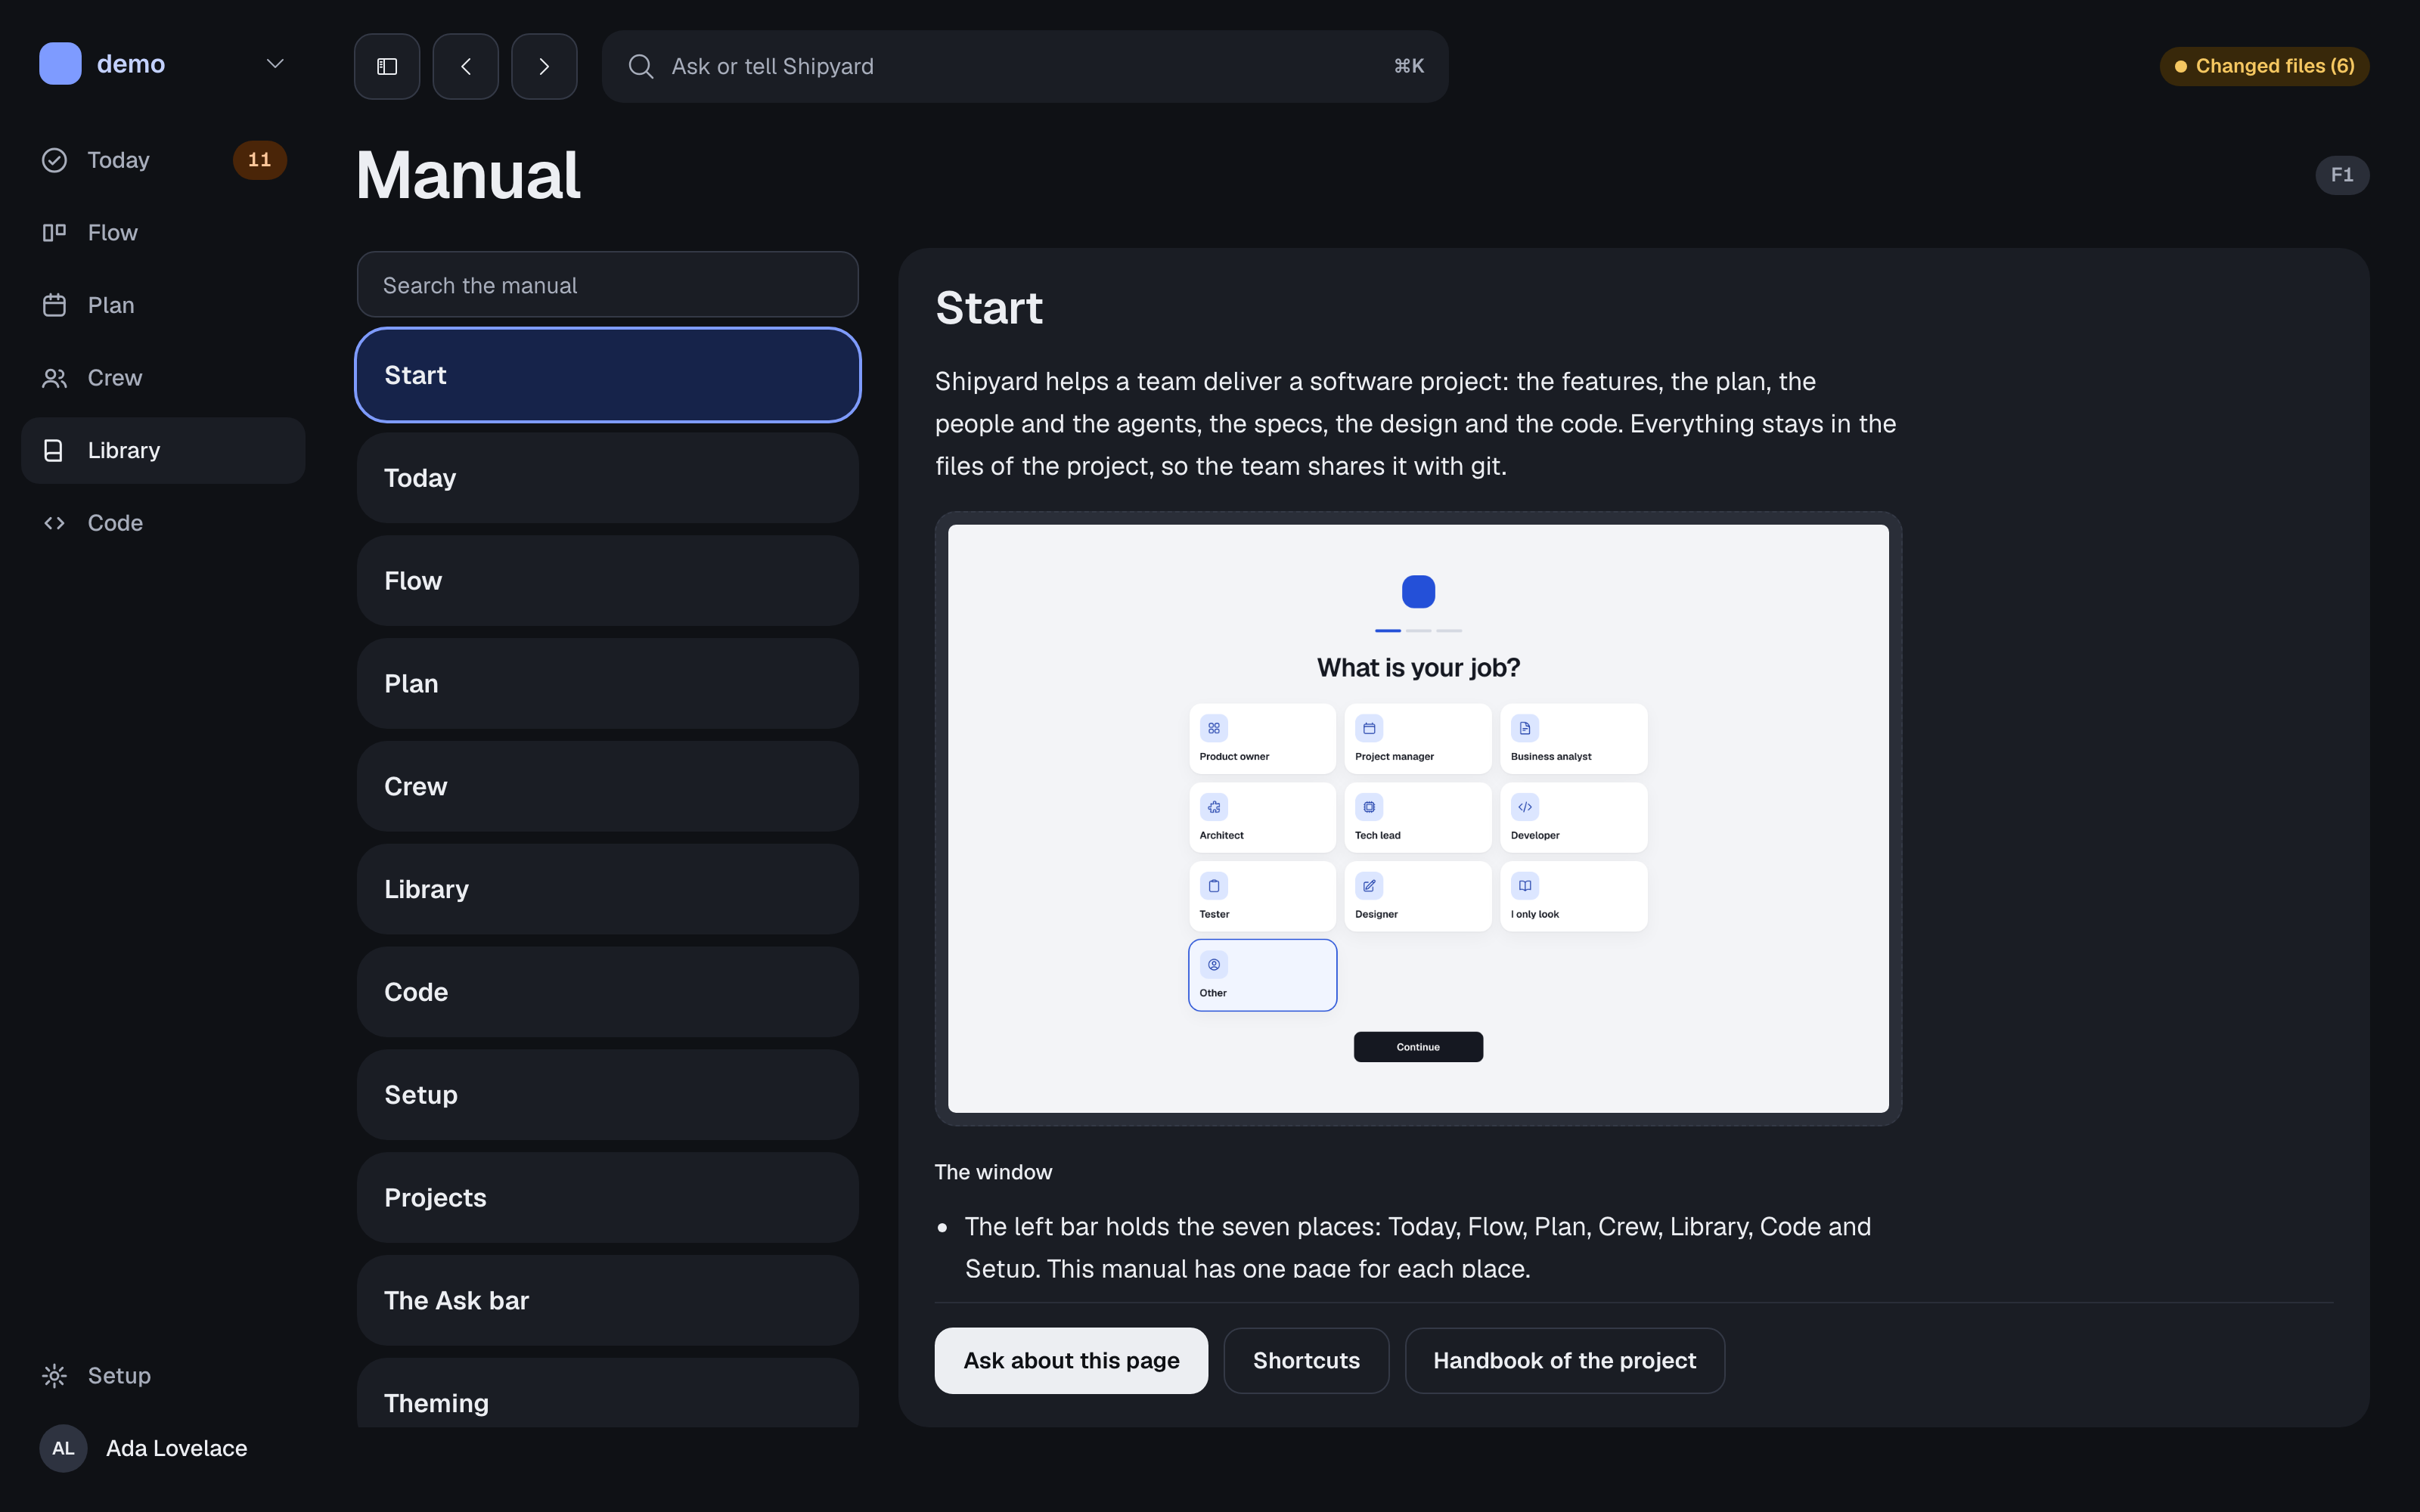 demo
Today
11
Flow
Plan
Crew
Library
Code
Setup
AL
Ada Lovelace
Ask or tell Shipyard
⌘K
Changed files (6)
Manual
F1
Search the manual
Start
Today
Flow
Plan
Crew
Library
Code
Setup
Projects
The Ask bar
Theming
Start
Shipyard helps a team deliver a software project: the features, the plan, the
people and the agents, the specs, the design and the code. Everything stays in the
files of the project, so the team shares it with git.
What is your job?
Product owner
Project manager
Business analyst
Architect
Tech lead
Developer
Tester
Designer
I only look
Other
Continue
The window
The left bar holds the seven places: Today, Flow, Plan, Crew, Library, Code and
Setup. This manual has one page for each place.
Ask about this page
Shortcuts
Handbook of the project